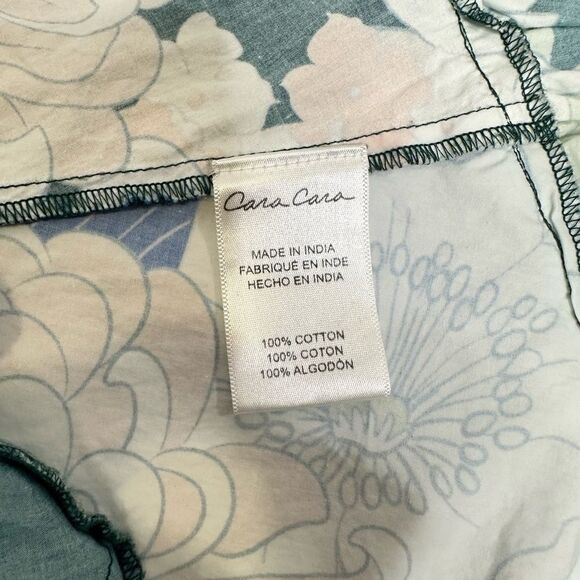 Cara Cara
MADE IN INDIA
FABRIQUÉ EN INDE
HECHO EN INDIA
100% COTTON
100% COTON
100% ALGODÓN